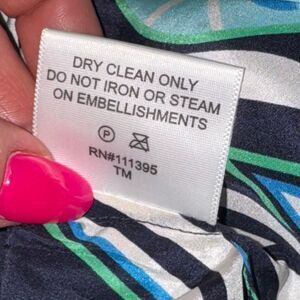 DRY CLEAN ONLY
DO NOT IRON OR STEAM
ON EMBELLISHMENTS
P
RN#111395
TM